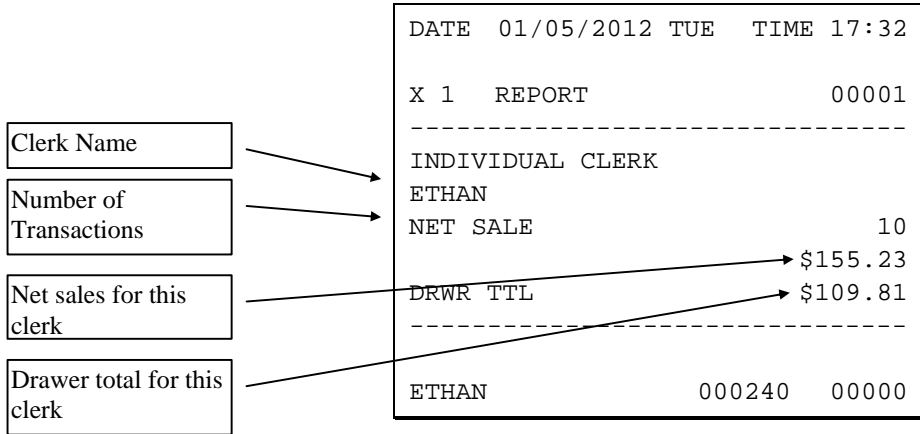 DATE 01/05/2012 TUE TIME 17:32
X 1 REPORT 00001
--------------------------------
INDIVIDUAL CLERK
ETHAN
NET SALE 10
$155.23
DRWR TTL $109.81
--------------------------------
ETHAN 000240 00000
Clerk Name
Number of
Transactions
Net sales for this
clerk
Drawer total for this
clerk